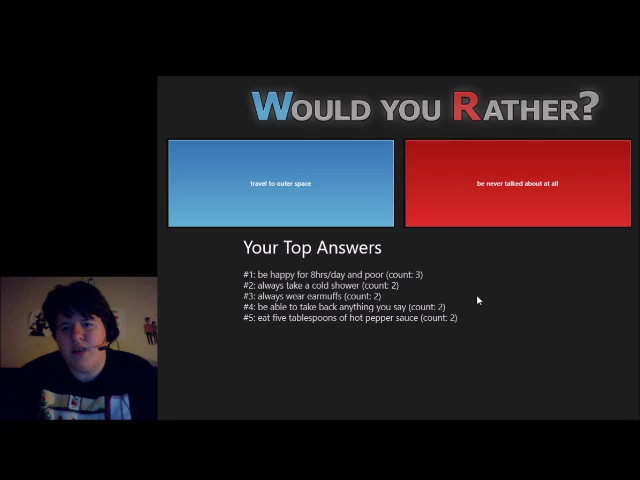 WOULD YOU RATHER?
travel to outer space
be never talked about at all
Your Top Answers
#1: be happy for 8hrs/day and poor (count: 3)
#2: always take a cold shower (count: 2)
#3: always wear earmuffs (count: 2)
#4: be able to take back anything you say (count: 2)
#5: eat five tablespoons of hot pepper sauce (count: 2)